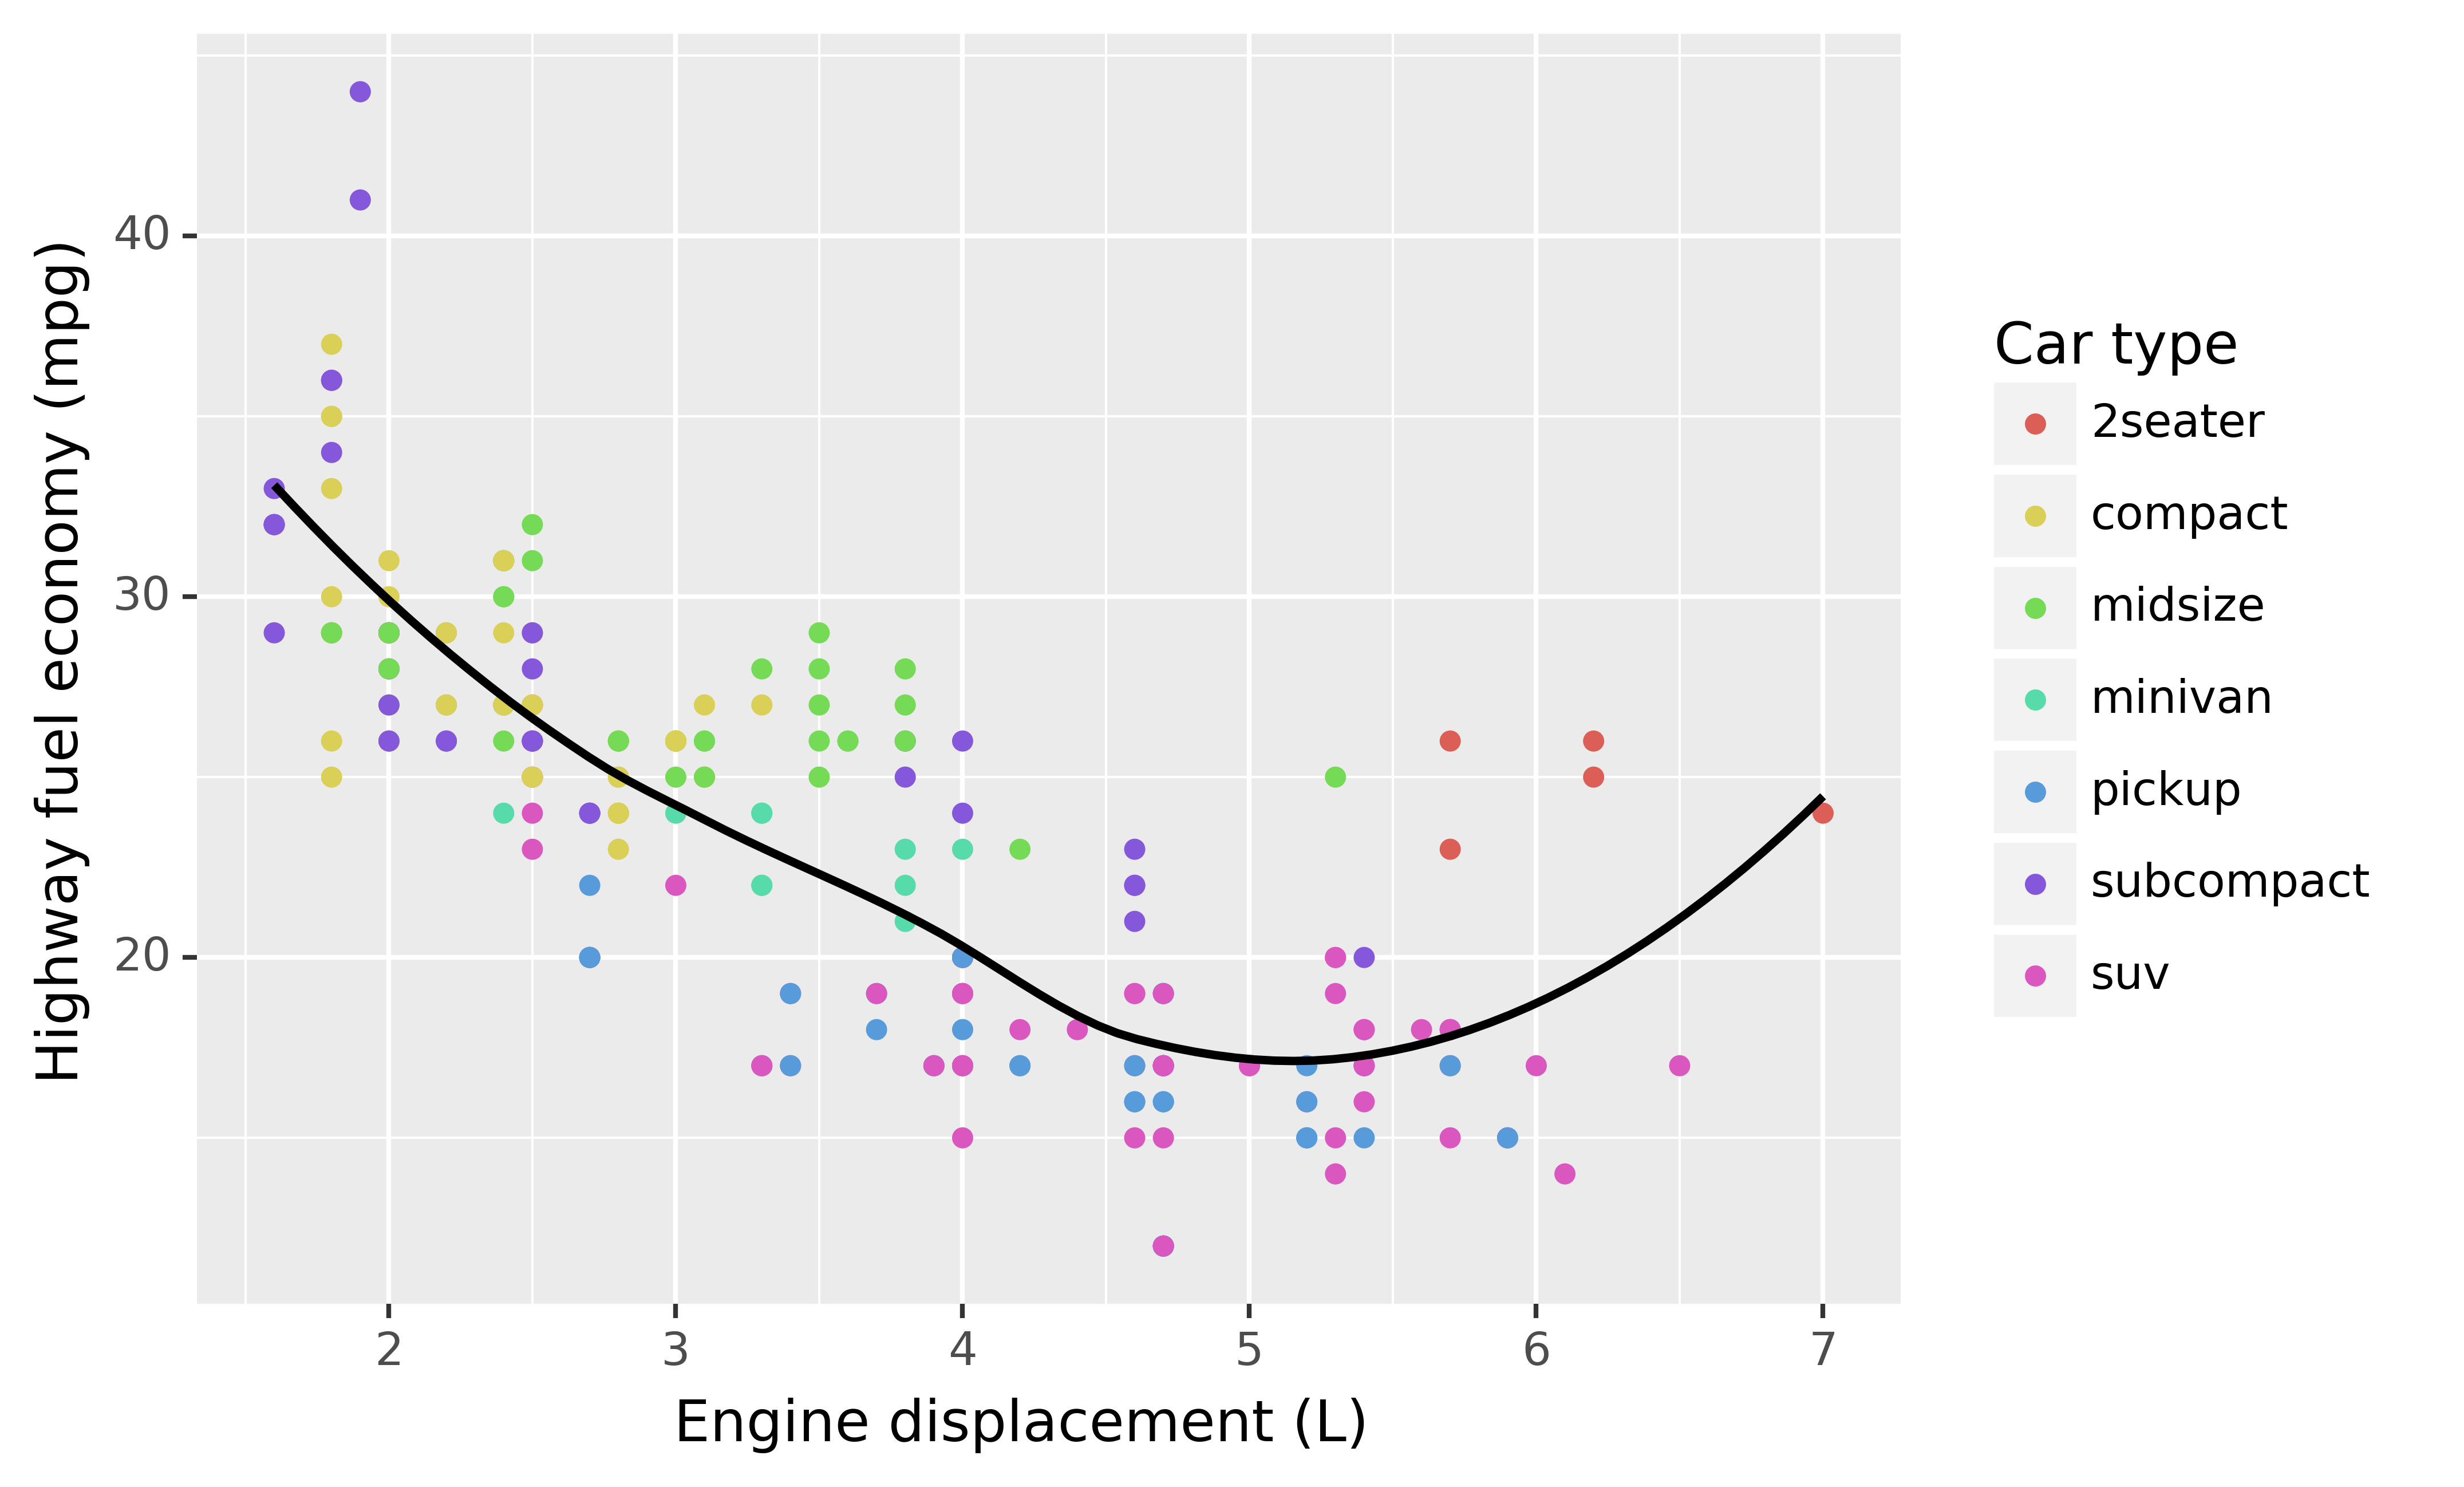 Highway fuel economy (mpg)
40
30
20
2 3 4 5 6 7
Engine displacement (L)
Car type
2seater
compact
midsize
minivan
pickup
subcompact
suv